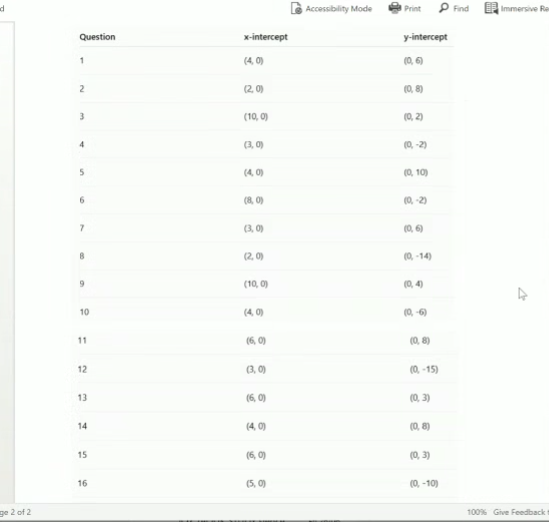 d Accessibility Mode Print Find Immersive Re
Question x-intercept y-intercept
1 (4, 0) (0, 6)
2 (2, 0) (0, 8)
3 (10, 0) (0, 2)
4 (3, 0) (0, -2)
5 (4, 0) (0, 10)
6 (8, 0) (0, -2)
7 (3, 0) (0, 6)
8 (2, 0) (0, -14)
9 (10, 0) (0, 4)
10 (4, 0) (0, -6)
11 (6, 0) (0, 8)
12 (3, 0) (0, -15)
13 (6, 0) (0, 3)
14 (4, 0) (0, 8)
15 (6, 0) (0, 3)
16 (5, 0) (0, -10)
ge 2 of 2 100% Give Feedback t